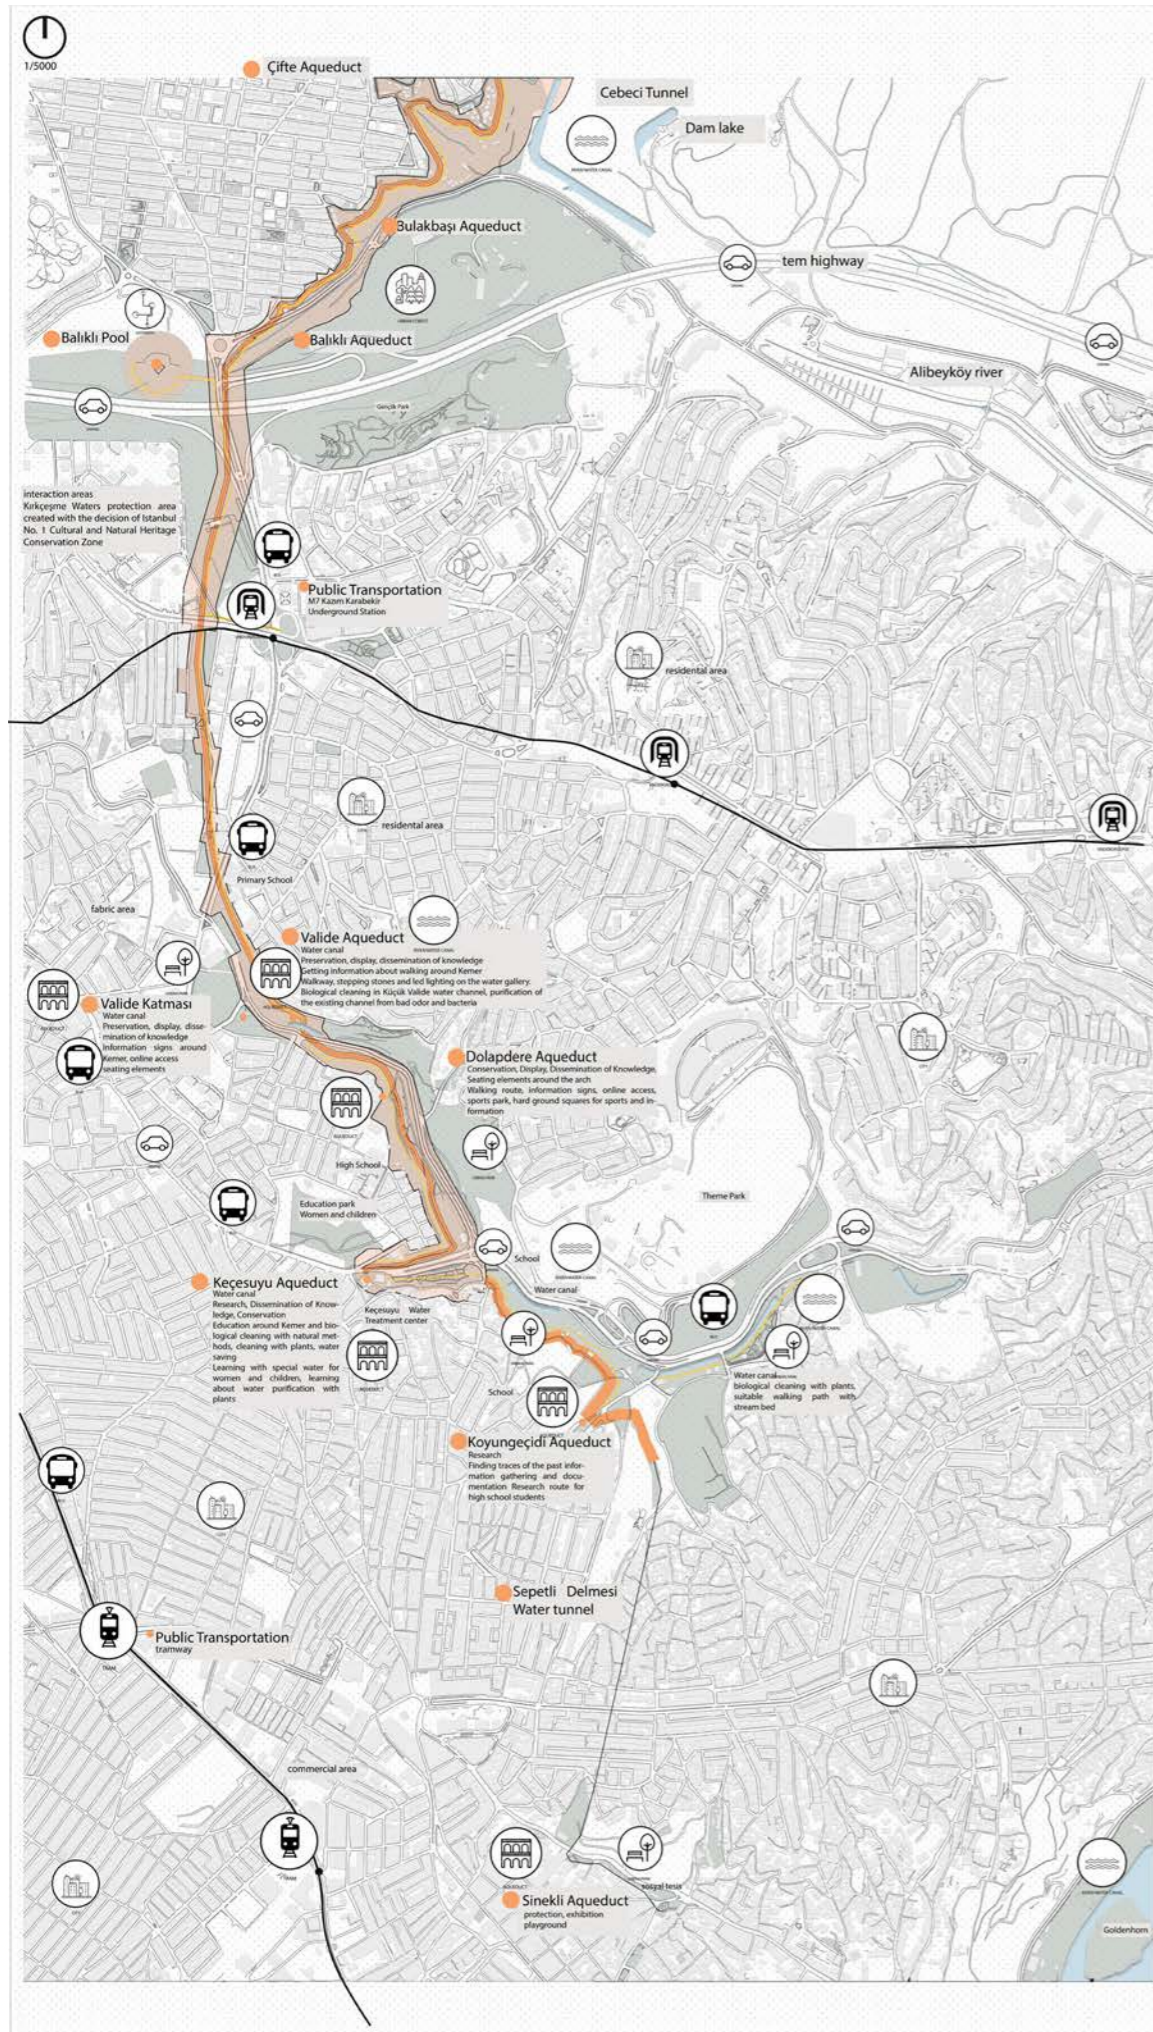 1/5000
Çifte Aqueduct
Cebeci Tunnel
Dam lake
Bulakbaşı Aqueduct
tem highway
Balıklı Pool
Balıklı Aqueduct
Alibeyköy river
Gençlik Park
interaction areas
Kırkçeşme Waters protection area
created with the decision of Istanbul
No. 1 Cultural and Natural Heritage
Conservation Zone
Public Transportation
M7 Kazım Karabekir
Underground Station
residental area
residental area
Primary School
fabric area
Valide Aqueduct
Water canal
Preservation, display, dissemination of knowledge
Getting information about walking around Kemer
Walkway, stepping stones and led lighting on the water gallery.
Biological cleaning in Küçük Valide water channel, purification of
the existing channel from bad odor and bacteria
Valide Katması
Water canal
Preservation, display, disse-
mination of knowledge
Information signs around
Kemer, online access
seating elements
Dolapdere Aqueduct
Conservation, Display, Dissemination of Knowledge,
Seating elements around the arch
Walking route, information signs, online access,
sports park, hard ground squares for sports and in-
formation
High School
Education park
Women and children
Theme Park
School
Water canal
Keçesuyu Aqueduct
Water canal
Research, Dissemination of Know-
ledge, Conservation
Education around Kemer and bio-
logical cleaning with natural met-
hods, cleaning with plants, water
saving
Learning with special water for
women and children, learning
about water purification with
plants
Keçesuyu Water
Treatment center
School
Water canal
biological cleaning with plants,
suitable walking path with
stream bed
Koyungeçidi Aqueduct
Research
Finding traces of the past infor-
mation gathering and docu-
mentation Research route for
high school students
Sepetli Delmesi
Water tunnel
Public Transportation
tramway
TRAM
commercial area
TRAM
sosyal tesis
Sinekli Aqueduct
protection, exhibition
playground
Goldenhorn